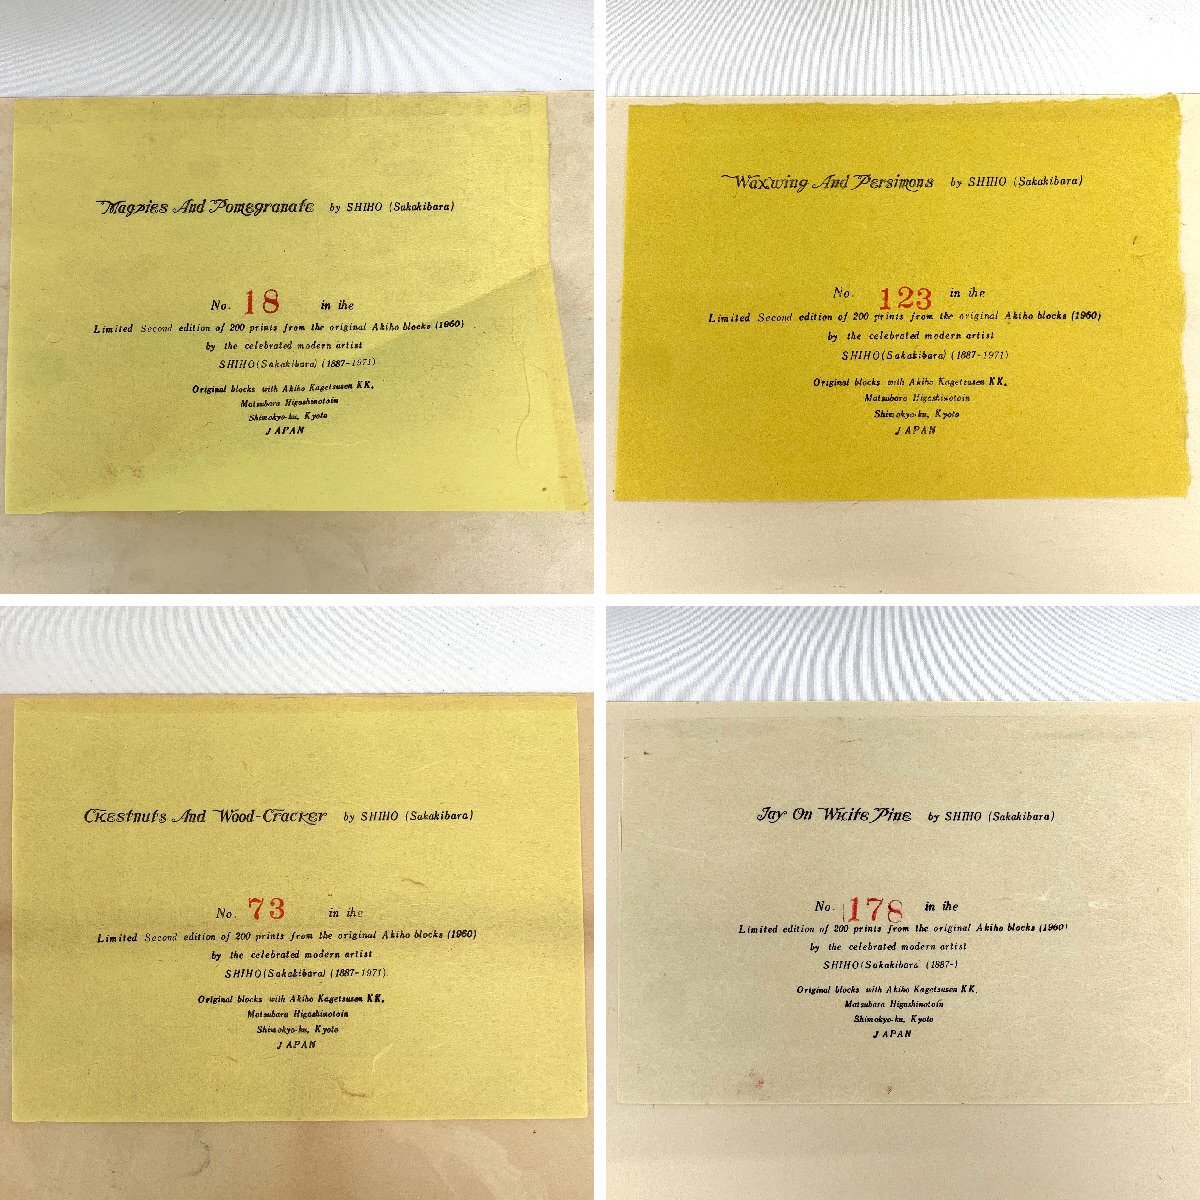 Magpies And Pomegranate by SHIHO (Sakakibara)
No. 18 in the
Limited Second edition of 200 prints from the original Akiho blocks (1960)
by the celebrated modern artist
SHIHO (Sakakibara) (1887-1971)
Original blocks with Akiho Kagetsusen KK.
Matsubara Higashinotoin
Shimokyo-ku, Kyoto
JAPAN
Waxwing And Persimons by SHIHO (Sakakibara)
No. 123 in the
Limited Second edition of 200 prints from the original Akiho blocks (1960)
by the celebrated modern artist
SHIHO (Sakakibara) (1887-1971)
Original blocks with Akiho Kagetsusen KK.
Matsubara Higashinotoin
Shimokyo-ku, Kyoto
JAPAN
Chestnuts And Wood-Cracker by SHIHO (Sakakibara)
No. 73 in the
Limited Second edition of 200 prints from the original Akiho blocks (1960)
by the celebrated modern artist
SHIHO (Sakakibara) (1887-1971)
Original blocks with Akiho Kagetsusen KK.
Matsubara Higashinotoin
Shimokyo-ku, Kyoto
JAPAN
Jay On White Pine by SHIHO (Sakakibara)
No. 178 in the
Limited edition of 200 prints from the original Akiho blocks (1960)
by the celebrated modern artist
SHIHO (Sakakibara (1887-)
Original blocks with Akiho Kagetsusen KK.
Matsubara Higashinotoin
Shimokyo-ku, Kyoto
JAPAN